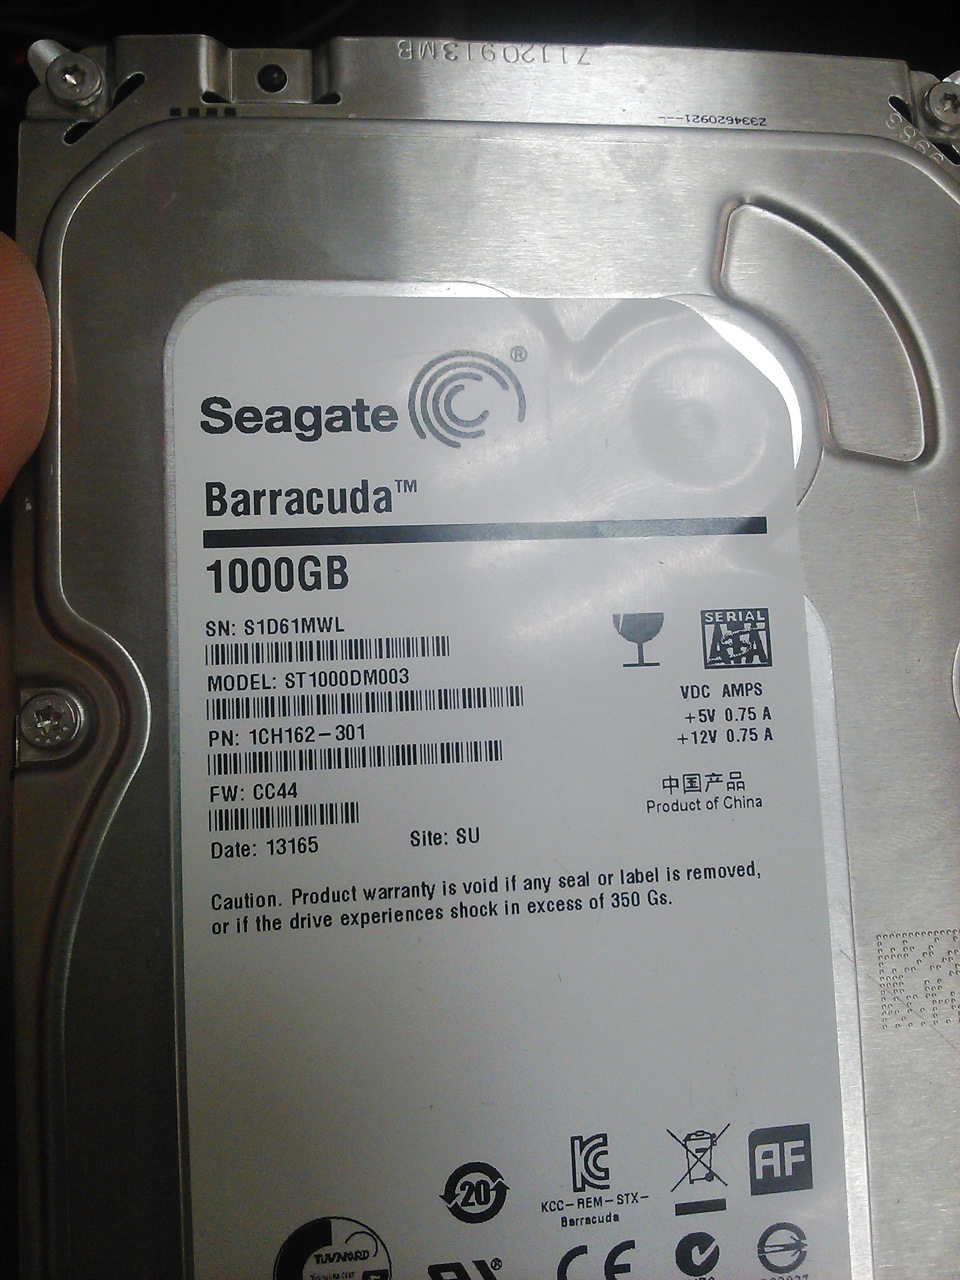 71J20913MB
Z334620921---
Seagate®
Barracuda™
1000GB
SN: S1D61MWL
MODEL: ST1000DM003
PN: 1CH162-301
FW: CC44
Date: 13165
Site: SU
SERIAL
ATA
VDC AMPS
+5V 0.75 A
+12V 0.75 A
中国产品
Product of China
Caution. Product warranty is void if any seal or label is removed,
or if the drive experiences shock in excess of 350 Gs.
20
KCC-REM-STX-
Barracuda
AF
CE